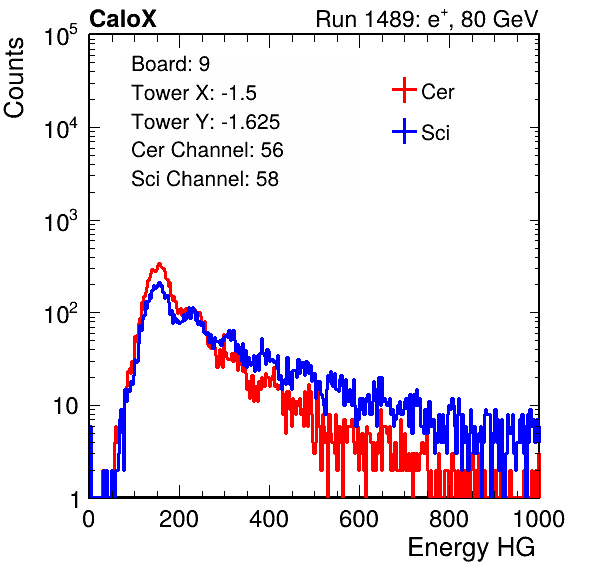 CaloX Run 1489: e⁺, 80 GeV
Counts
10⁵
10⁴
10³
10²
10
1
Board: 9
Tower X: -1.5
Tower Y: -1.625
Cer Channel: 56
Sci Channel: 58
Cer
Sci
0 200 400 600 800 1000
Energy HG